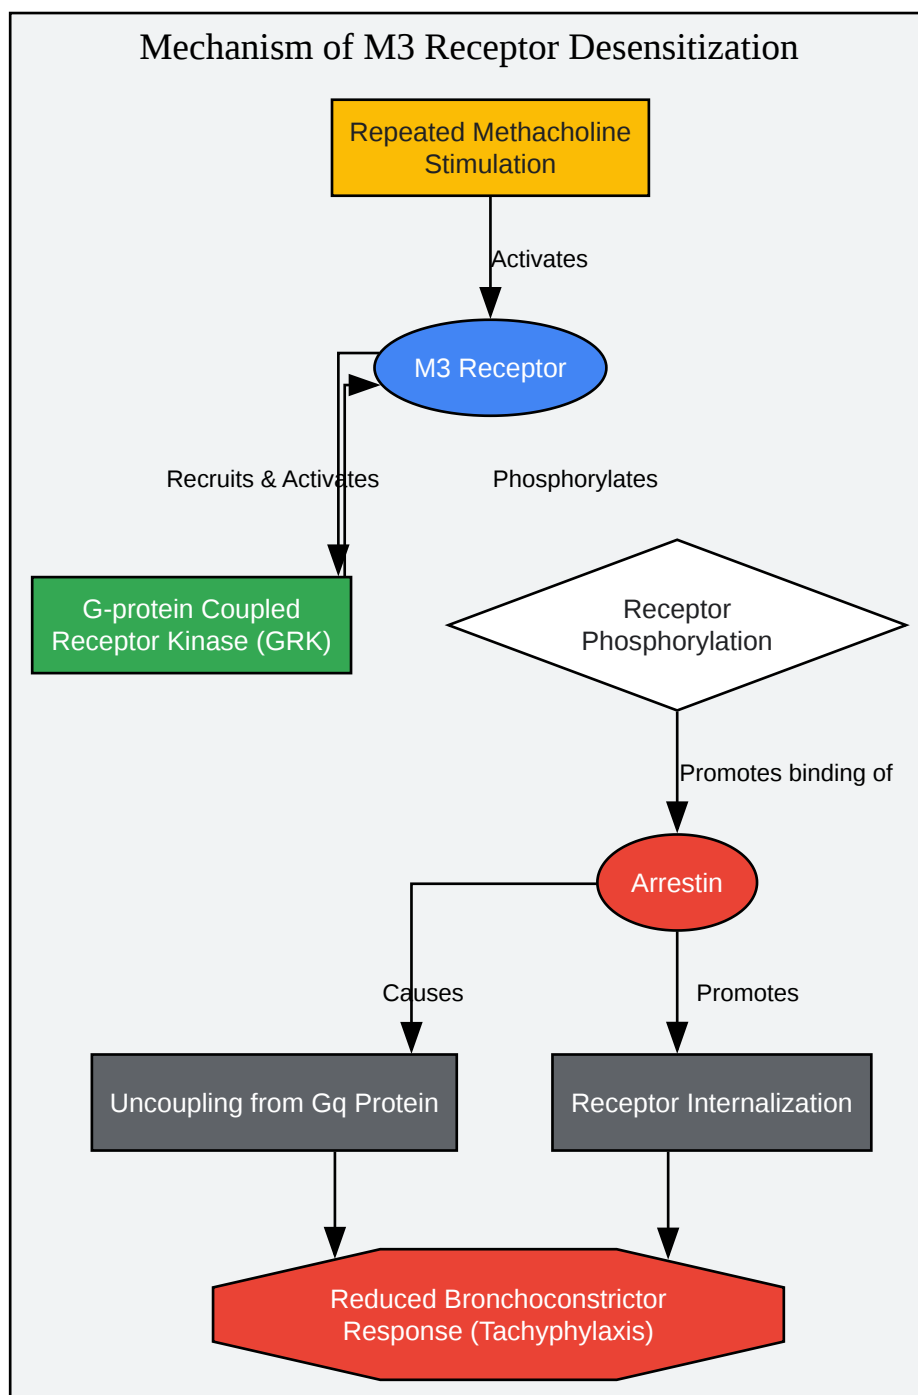 Mechanism of M3 Receptor Desensitization
Repeated Methacholine
Stimulation
Activates
M3 Receptor
Recruits & Activates
Phosphorylates
G-protein Coupled
Receptor Kinase (GRK)
Receptor
Phosphorylation
Promotes binding of
Arrestin
Causes
Promotes
Uncoupling from Gq Protein
Receptor Internalization
Reduced Bronchoconstrictor
Response (Tachyphylaxis)